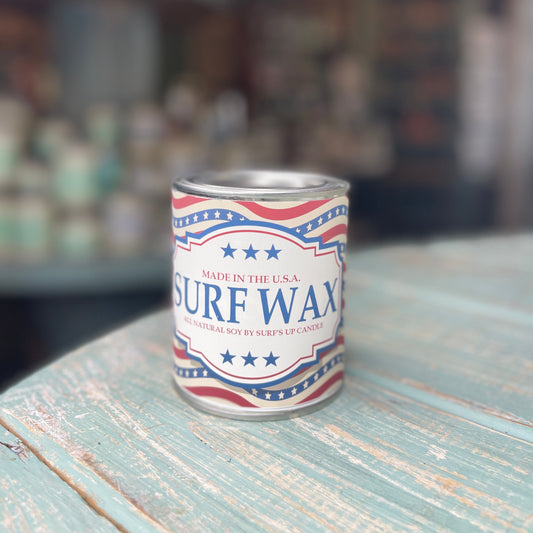 MADE IN THE U.S.A.
SURF WAX
ALL NATURAL SOY BY SURF'S UP CANDLE